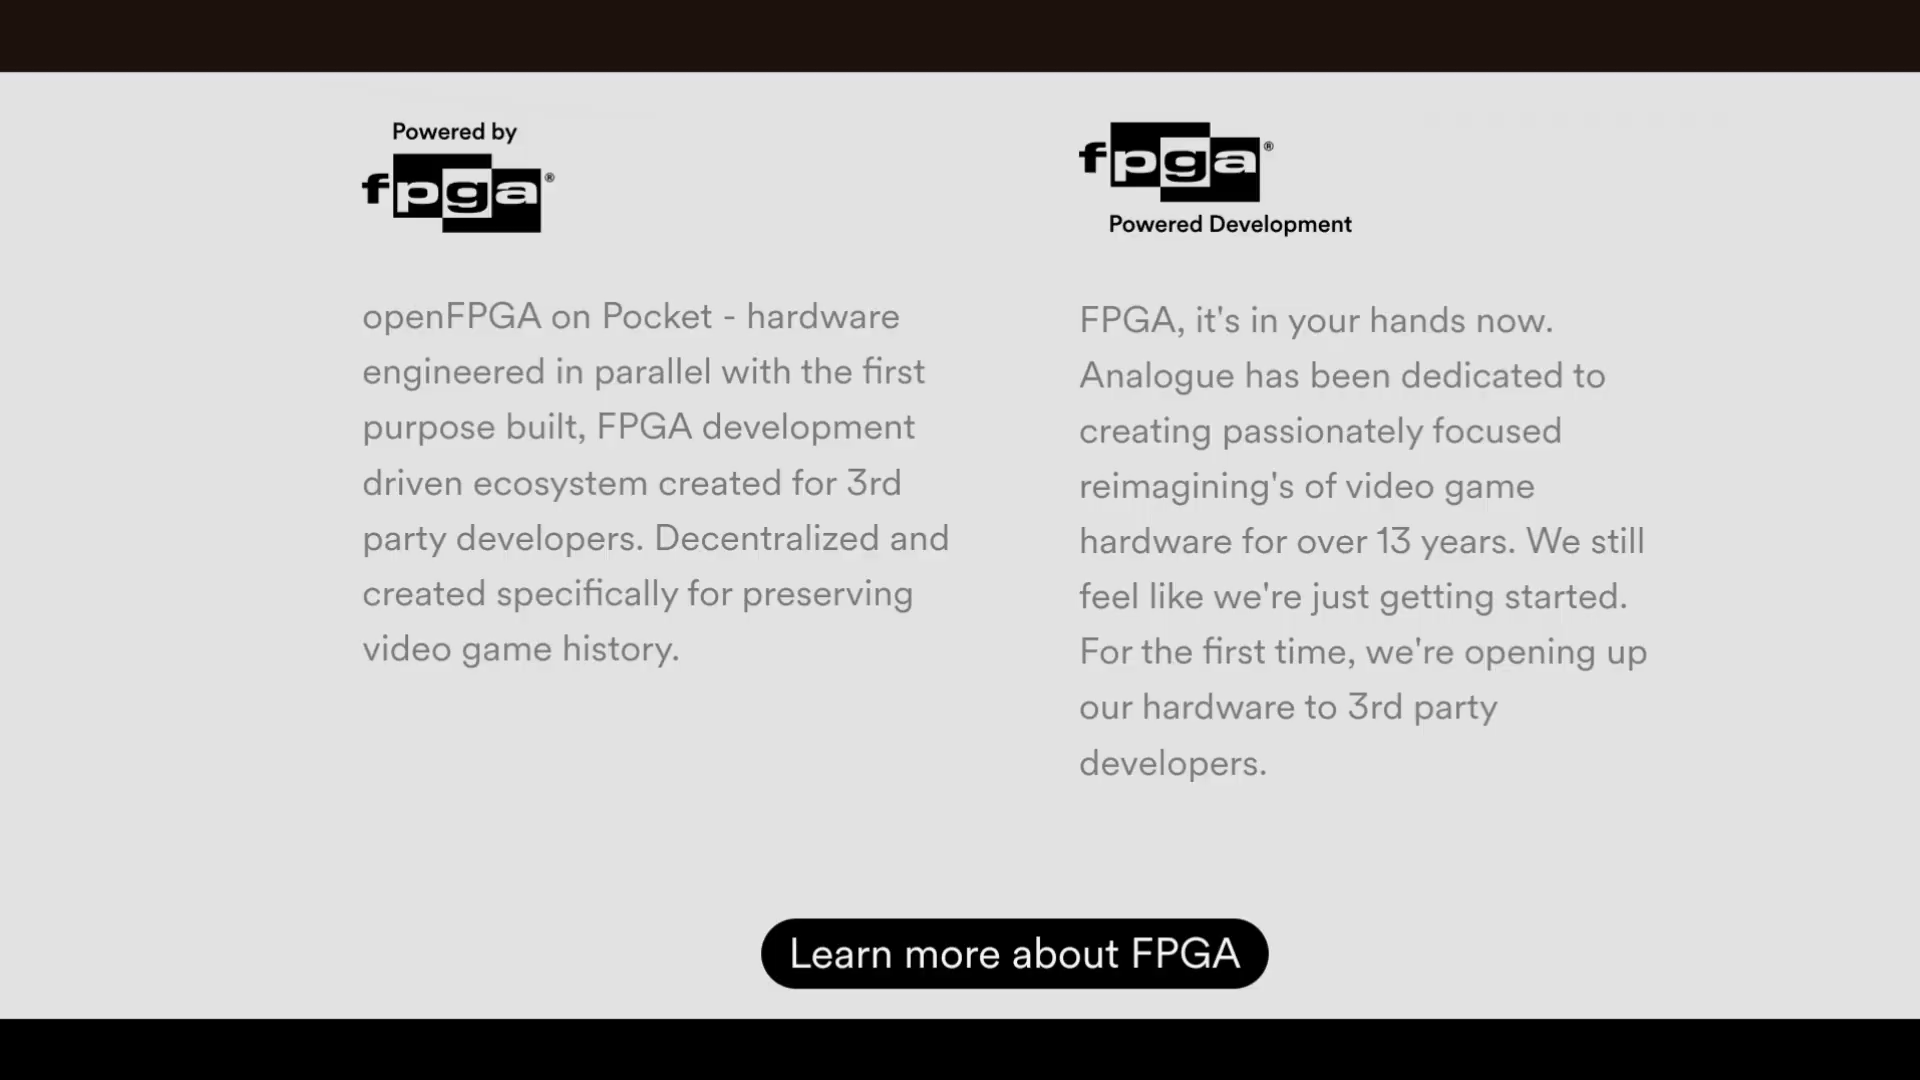 Powered by
fpga®
openFPGA on Pocket - hardware
engineered in parallel with the first
purpose built, FPGA development
driven ecosystem created for 3rd
party developers. Decentralized and
created specifically for preserving
video game history.
fpga®
Powered Development
FPGA, it's in your hands now.
Analogue has been dedicated to
creating passionately focused
reimagining's of video game
hardware for over 13 years. We still
feel like we're just getting started.
For the first time, we're opening up
our hardware to 3rd party
developers.
Learn more about FPGA